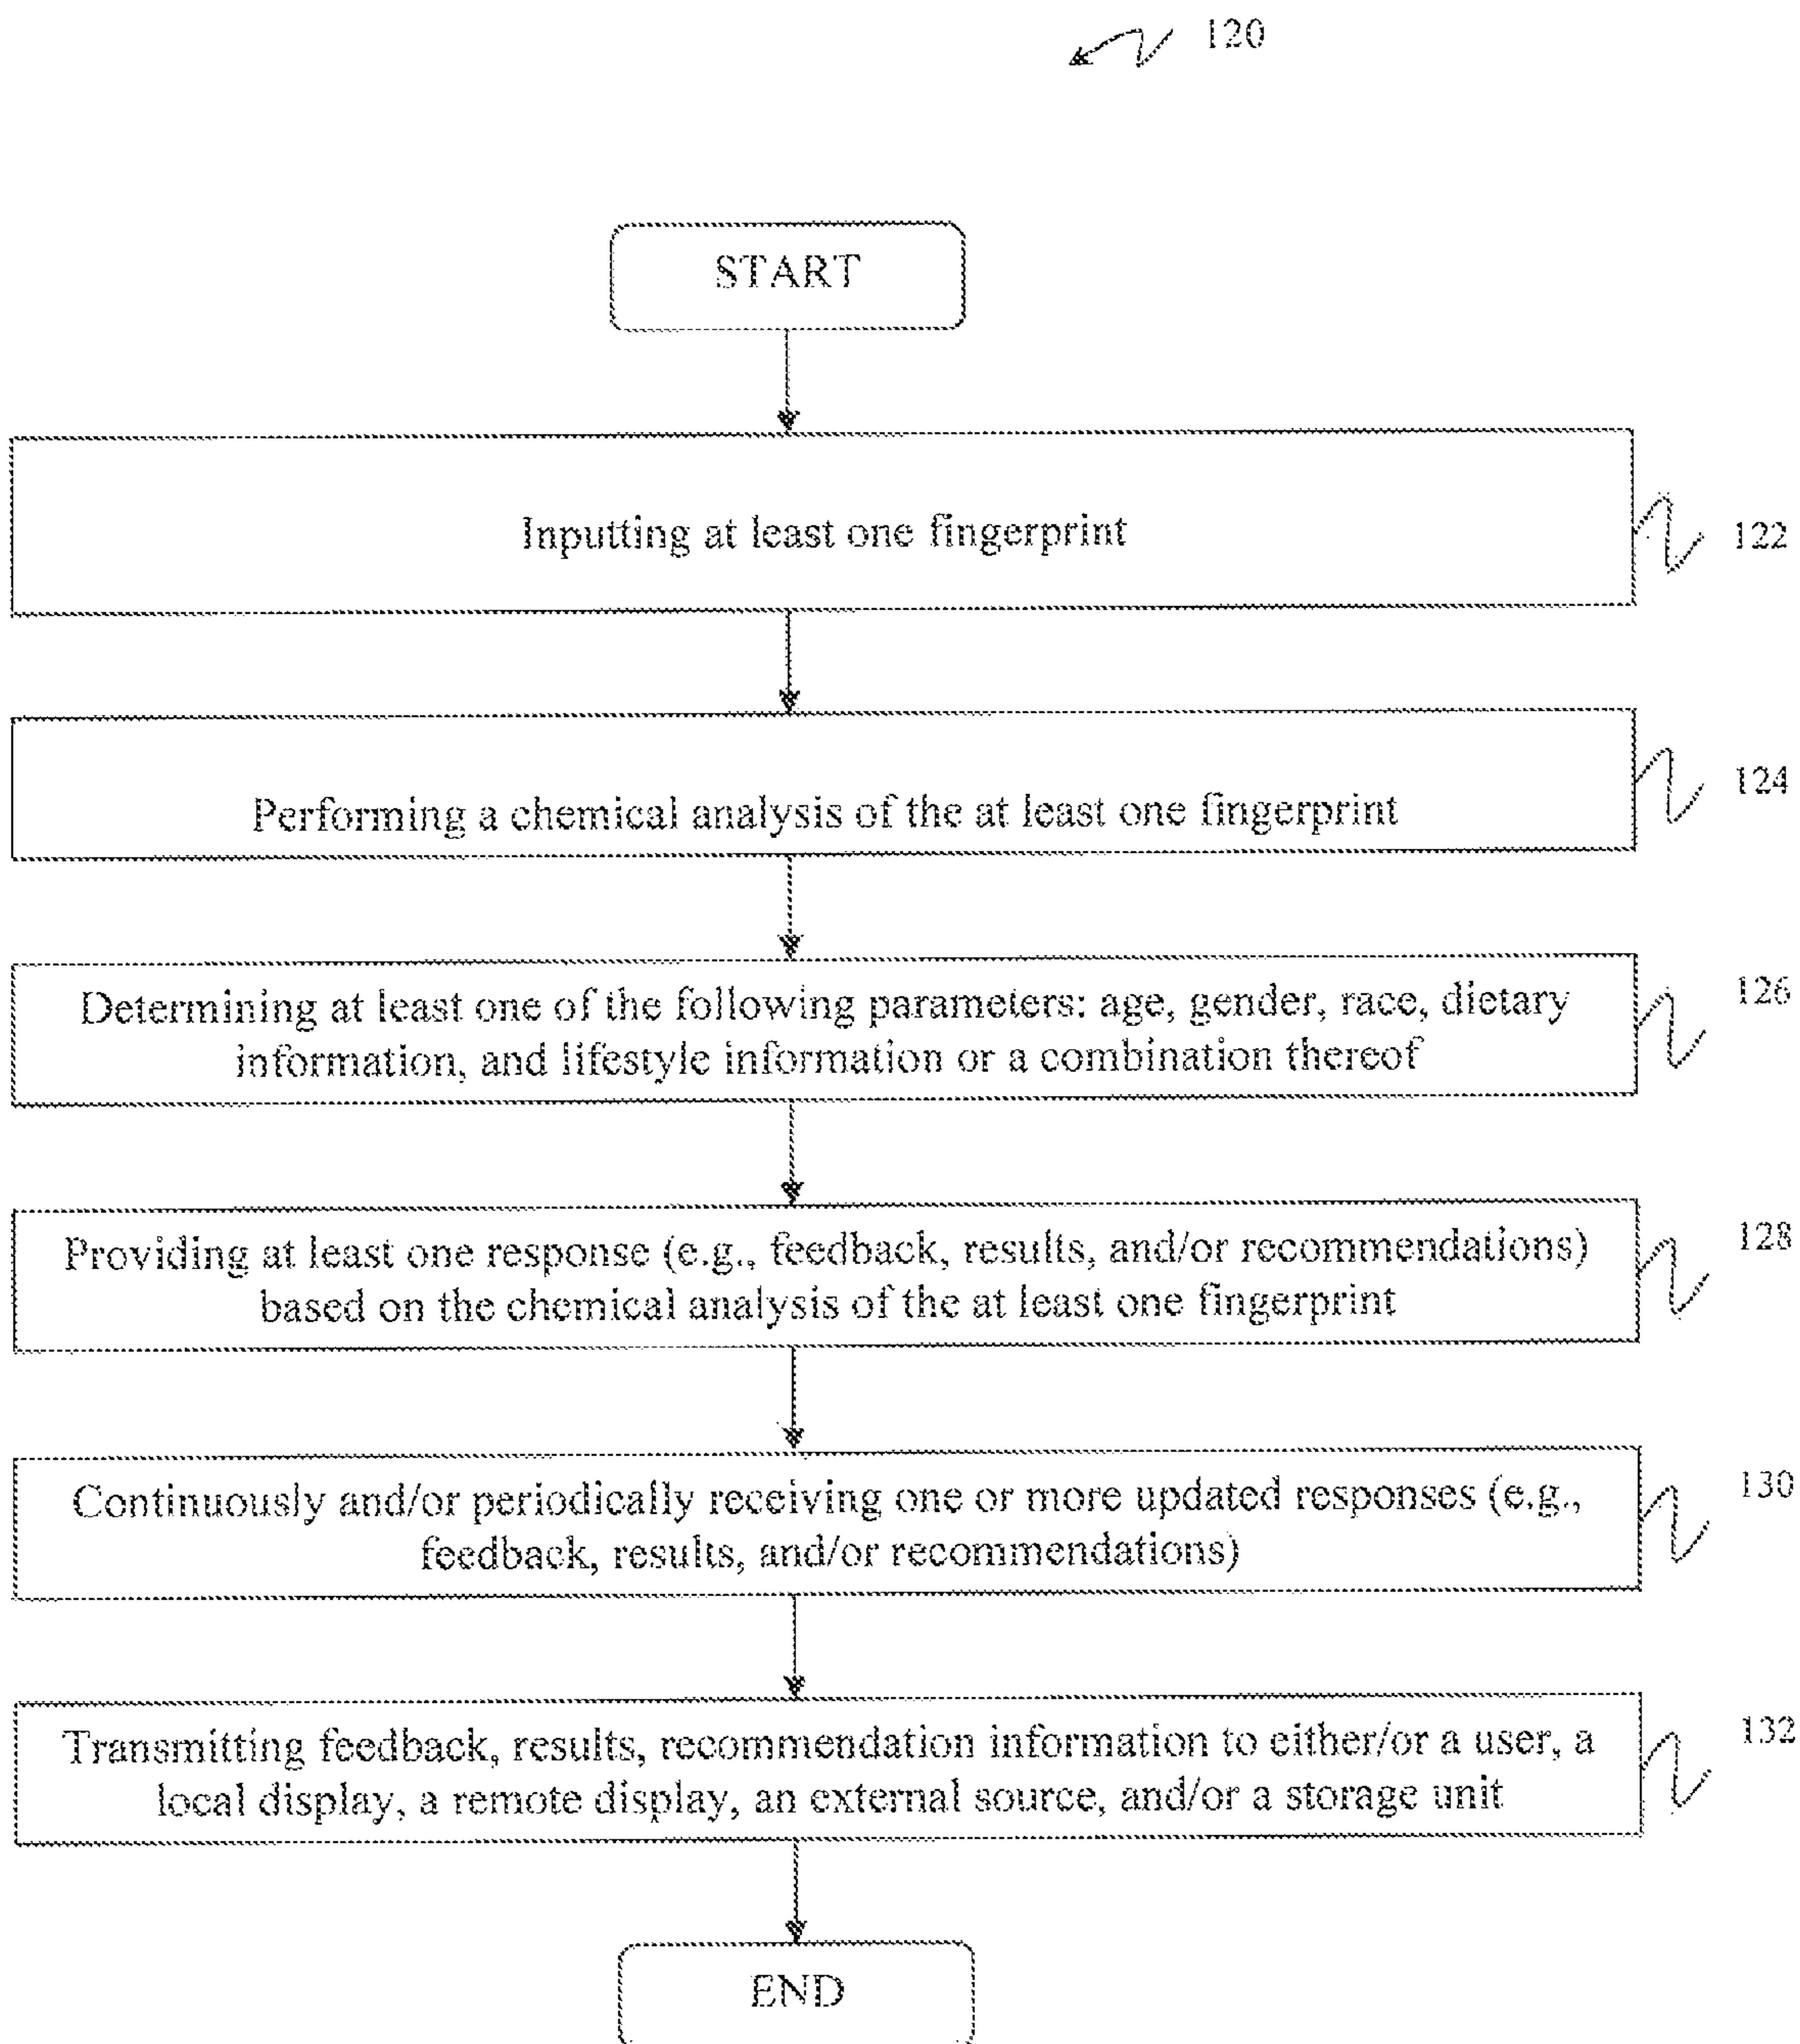 120
START
Inputting at least one fingerprint
122
Performing a chemical analysis of the at least one fingerprint
124
Determining at least one of the following parameters: age, gender, race, dietary
information, and lifestyle information or a combination thereof
126
Providing at least one response (e.g., feedback, results, and/or recommendations)
based on the chemical analysis of the at least one fingerprint
128
Continuously and/or periodically receiving one or more updated responses (e.g.,
feedback, results, and/or recommendations)
130
Transmitting feedback, results, recommendation information to either/or a user, a
local display, a remote display, an external source, and/or a storage unit
132
END